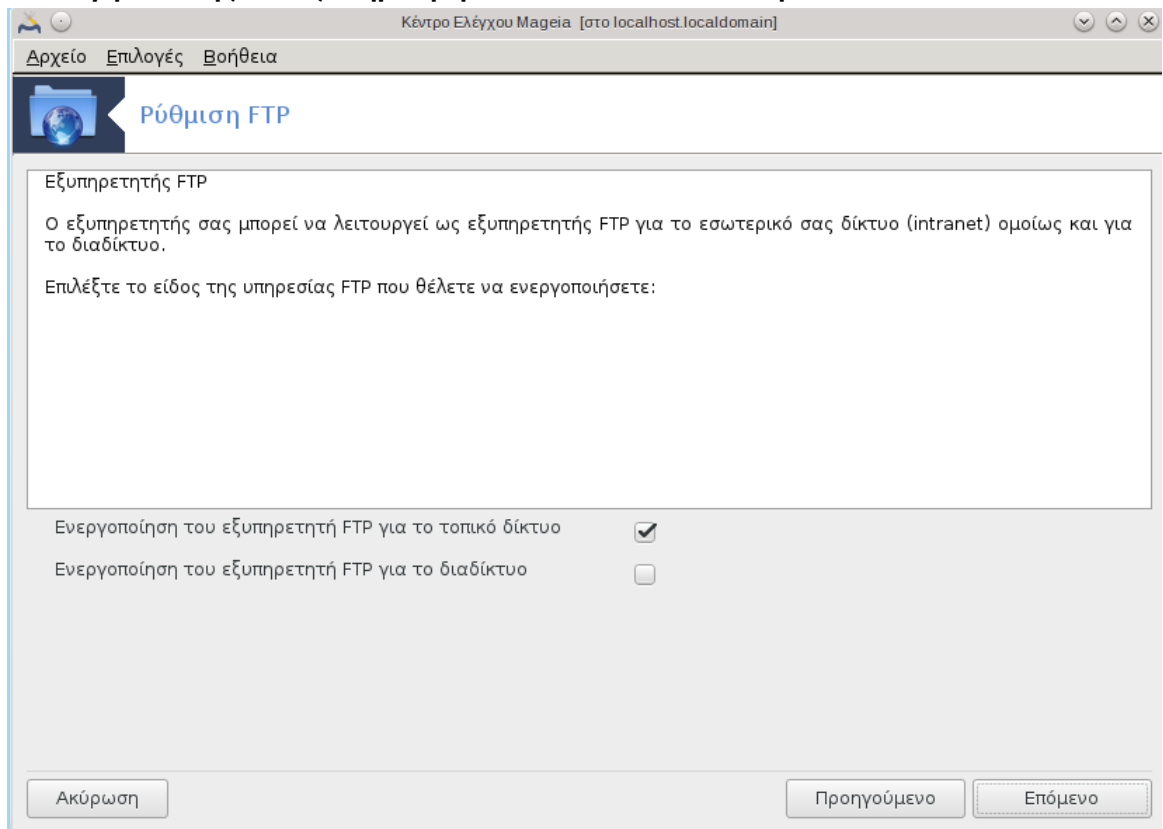 Κέντρο Ελέγχου Mageia [στο localhost.localdomain]
Αρχείο Επιλογές Βοήθεια
Ρύθμιση FTP
Εξυπηρετητής FTP
Ο εξυπηρετητής σας μπορεί να λειτουργεί ως εξυπηρετητής FTP για το εσωτερικό σας δίκτυο (intranet) ομοίως και για
το διαδίκτυο.
Επιλέξτε το είδος της υπηρεσίας FTP που θέλετε να ενεργοποιήσετε:
Ενεργοποίηση του εξυπηρετητή FTP για το τοπικό δίκτυο
Ενεργοποίηση του εξυπηρετητή FTP για το διαδίκτυο
Ακύρωση Προηγούμενο Επόμενο